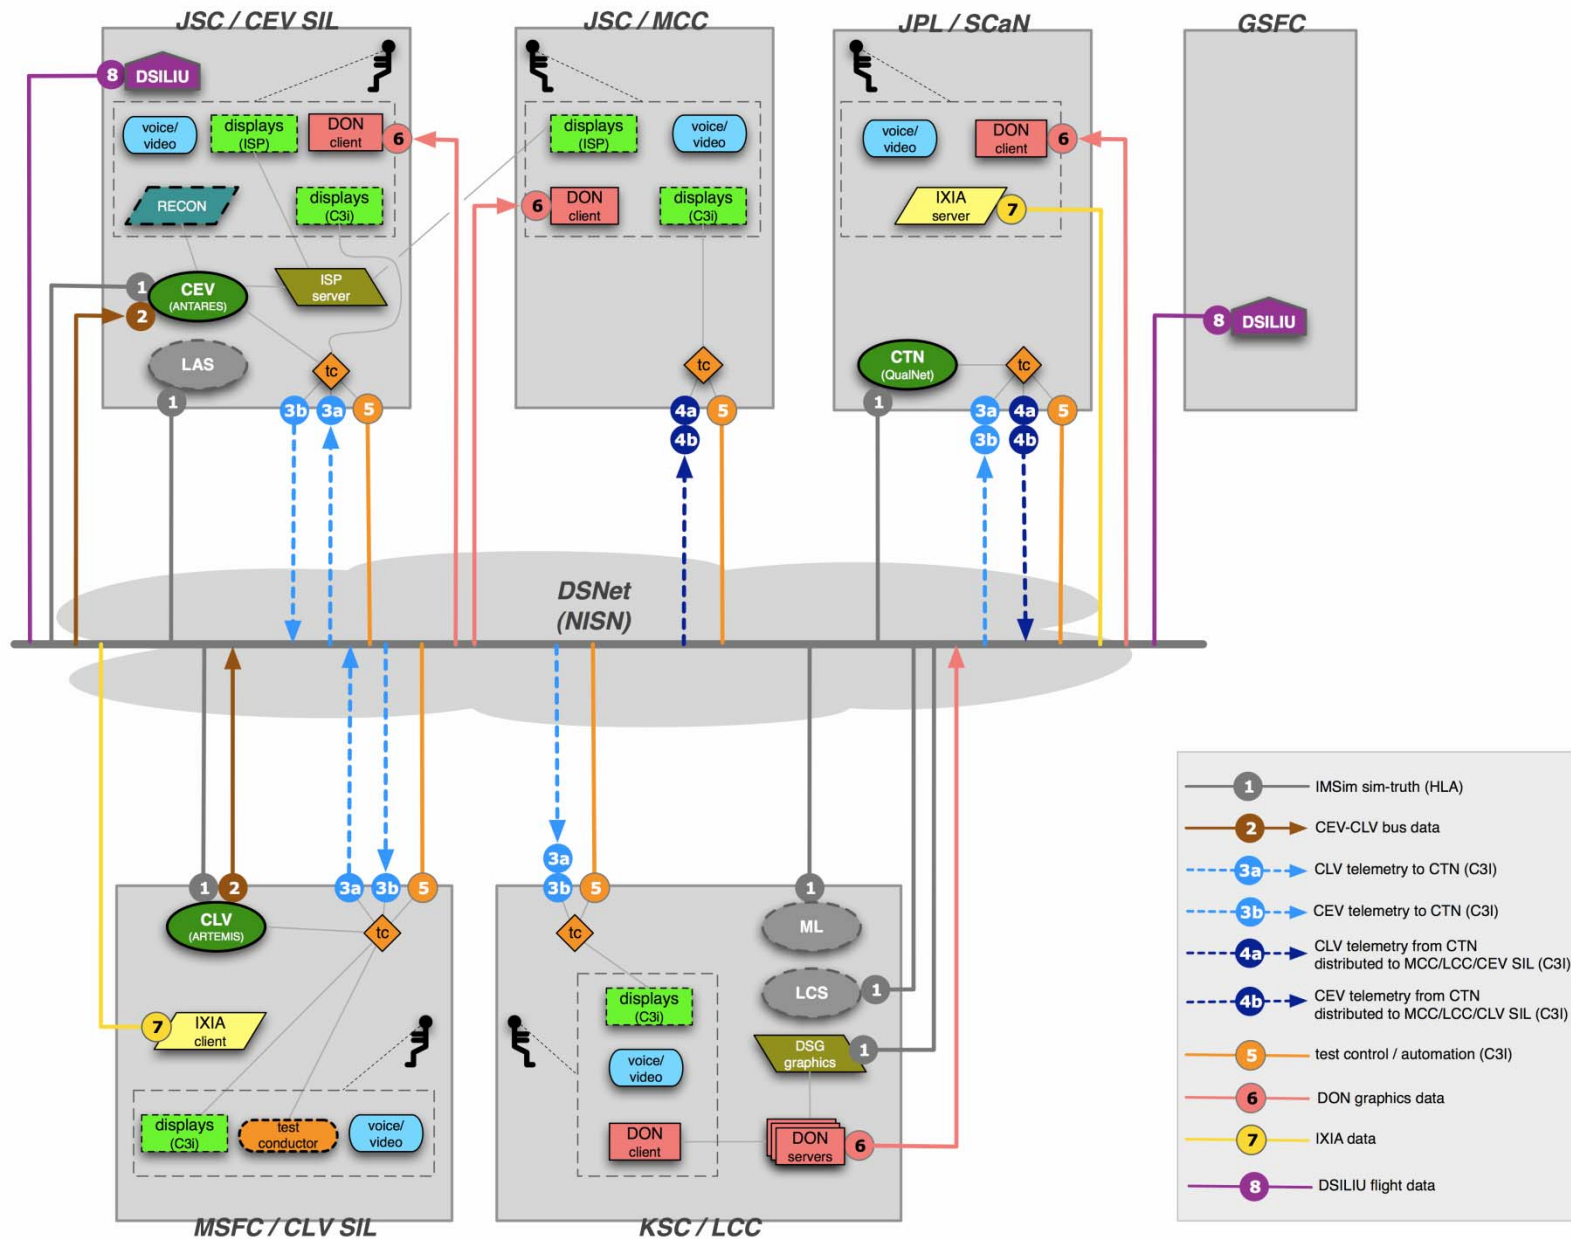 JSC / CEV SIL
JSC / MCC
JPL / SCaN
GSFC
8
DSILIU
voice/
video
displays
(ISP)
DON
client
6
RECON
displays
(C3i)
1
CEV
(ANTARES)
2
ISP
server
LAS
1
tc
3b
3a
5
displays
(ISP)
voice/
video
6
DON
client
displays
(C3i)
tc
4a
4b
5
voice/
video
DON
client
6
IXIA
server
7
CTN
(QualNet)
1
tc
3a
3b
4a
4b
5
8
DSILIU
DSNet
(NISN)
1
2
3a
3b
5
CLV
(ARTEMIS)
tc
7
IXIA
client
displays
(C3i)
test
conductor
voice/
video
MSFC / CLV SIL
3a
3b
5
1
tc
ML
LCS
1
displays
(C3i)
voice/
video
DSG
graphics
1
DON
client
DON
servers
6
KSC / LCC
1 IMSim sim-truth (HLA)
2 CEV-CLV bus data
3a CLV telemetry to CTN (C3I)
3b CEV telemetry to CTN (C3I)
4a CLV telemetry from CTN
distributed to MCC/LCC/CEV SIL (C3I)
4b CEV telemetry from CTN
distributed to MCC/LCC/CLV SIL (C3I)
5 test control / automation (C3I)
6 DON graphics data
7 IXIA data
8 DSILIU flight data